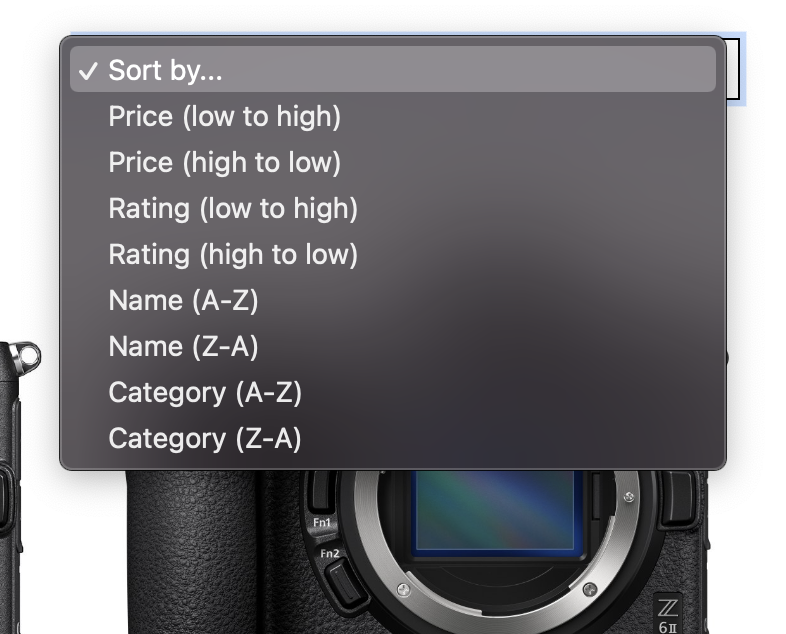 ✓ Sort by...
Price (low to high)
Price (high to low)
Rating (low to high)
Rating (high to low)
Name (A-Z)
Name (Z-A)
Category (A-Z)
Category (Z-A)
Fn1
Fn2
Z
6II